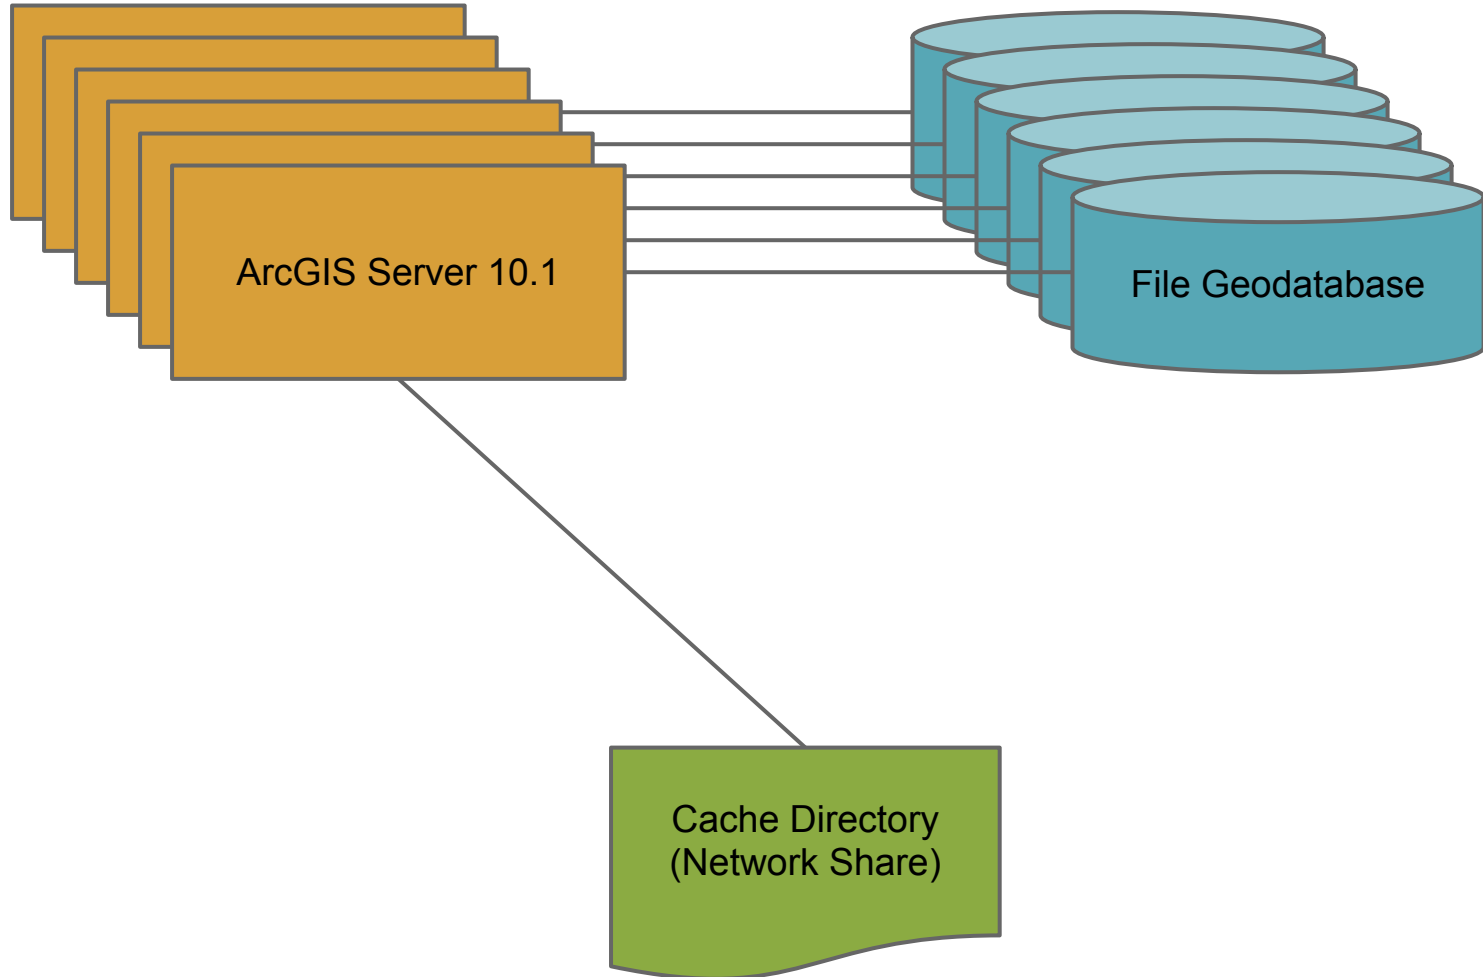 ArcGIS Server 10.1
File Geodatabase
Cache Directory
(Network Share)